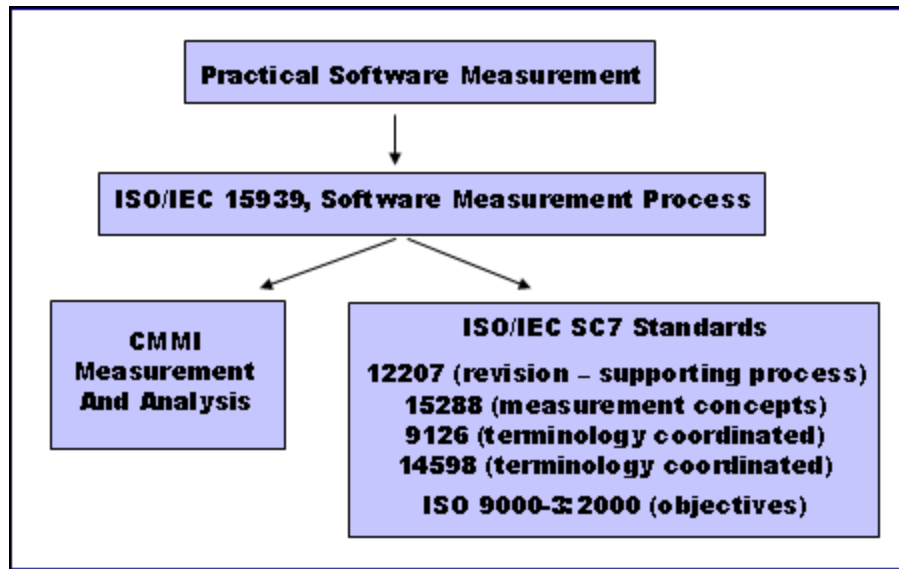 Practical Software Measurement
ISO/IEC 15939, Software Measurement Process
CMMI
Measurement
And Analysis
ISO/IEC SC7 Standards
12207 (revision – supporting process)
15288 (measurement concepts)
9126 (terminology coordinated)
14598 (terminology coordinated)
ISO 9000-3:2000 (objectives)